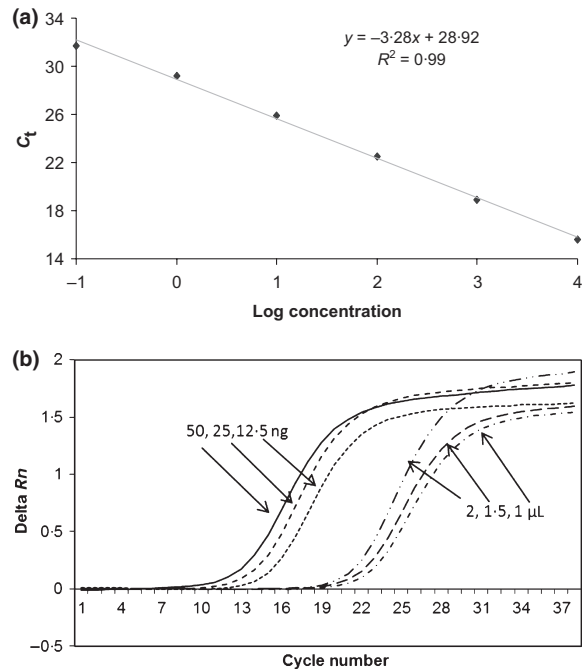 (a)
34
30
26
22
18
14
Ct
y = –3·28x + 28·92
R² = 0·99
–1 0 1 2 3 4
Log concentration
(b)
2
1·5
1
0·5
0
–0·5
Delta Rn
50, 25,12·5 ng
2, 1·5, 1 µL
1 4 7 10 13 16 19 22 25 28 31 34 37
Cycle number